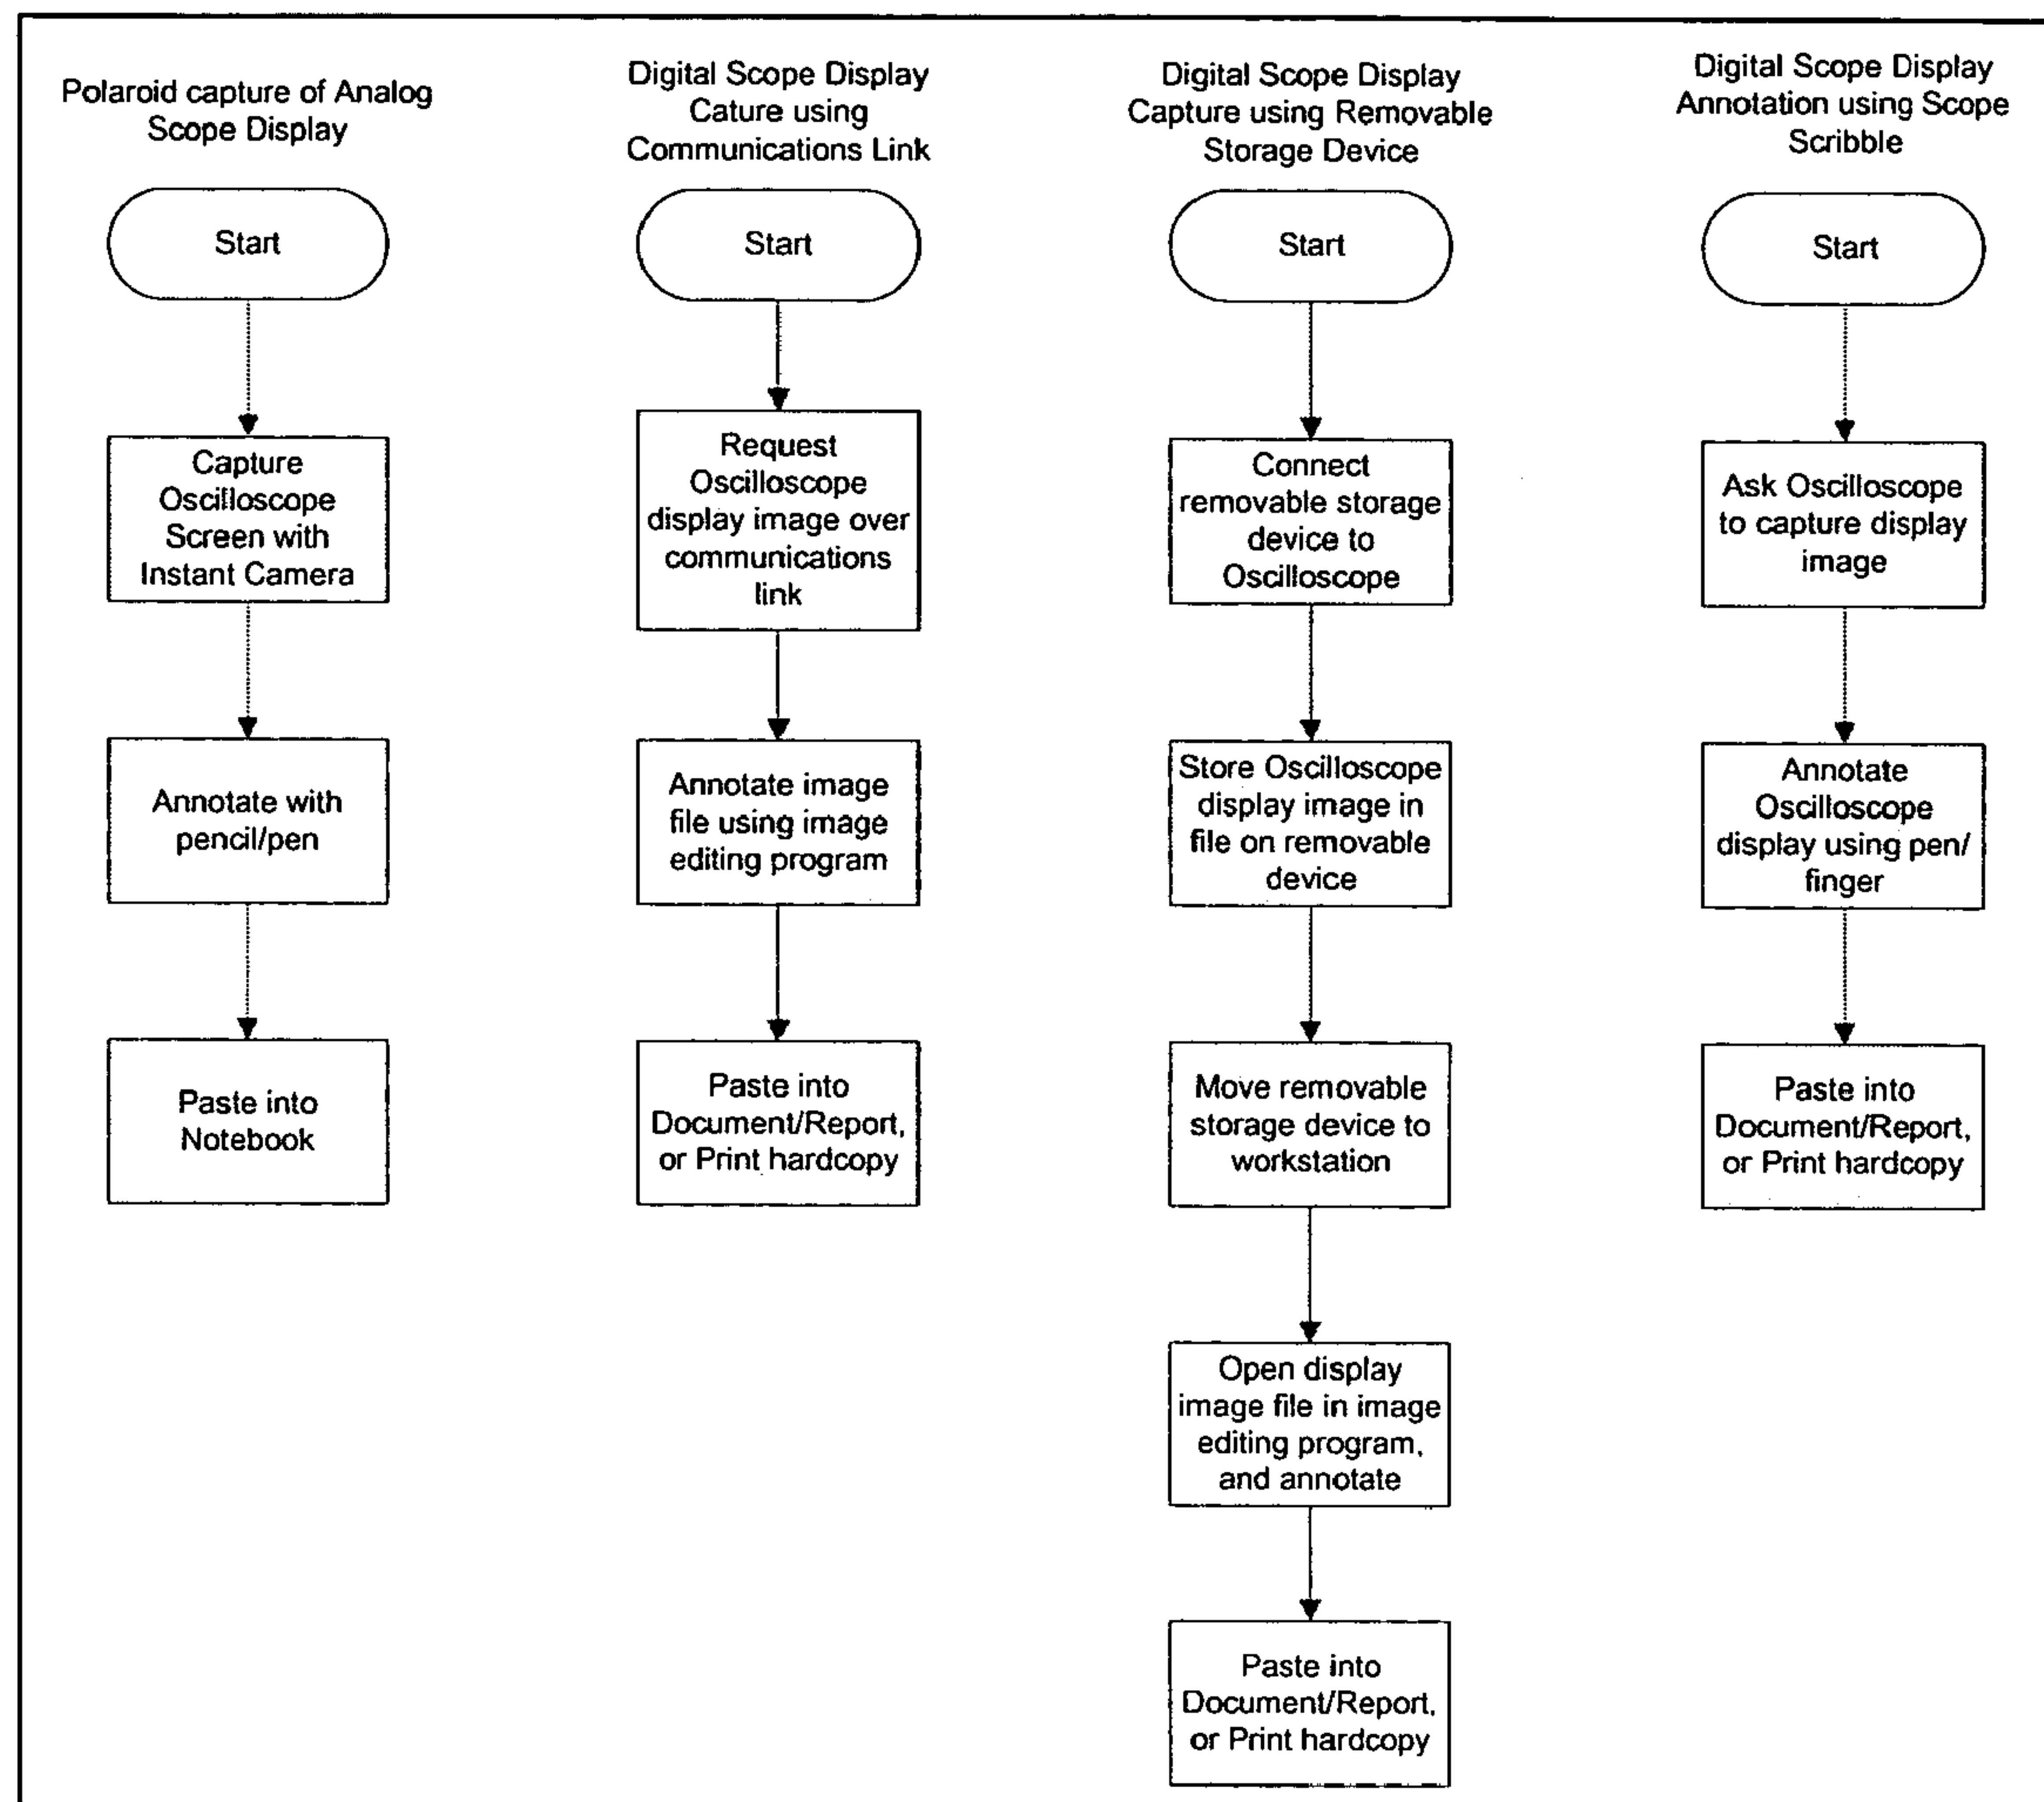 Polaroid capture of Analog
Scope Display
Start
Capture
Oscilloscope
Screen with
Instant Camera
Annotate with
pencil/pen
Paste into
Notebook
Digital Scope Display
Cature using
Communications Link
Start
Request
Oscilloscope
display image over
communications
link
Annotate image
file using image
editing program
Paste into
Document/Report,
or Print hardcopy
Digital Scope Display
Capture using Removable
Storage Device
Start
Connect
removable storage
device to
Oscilloscope
Store Oscilloscope
display image in
file on removable
device
Move removable
storage device to
workstation
Open display
image file in image
editing program,
and annotate
Paste into
Document/Report,
or Print hardcopy
Digital Scope Display
Annotation using Scope
Scribble
Start
Ask Oscilloscope
to capture display
image
Annotate
Oscilloscope
display using pen/
finger
Paste into
Document/Report,
or Print hardcopy